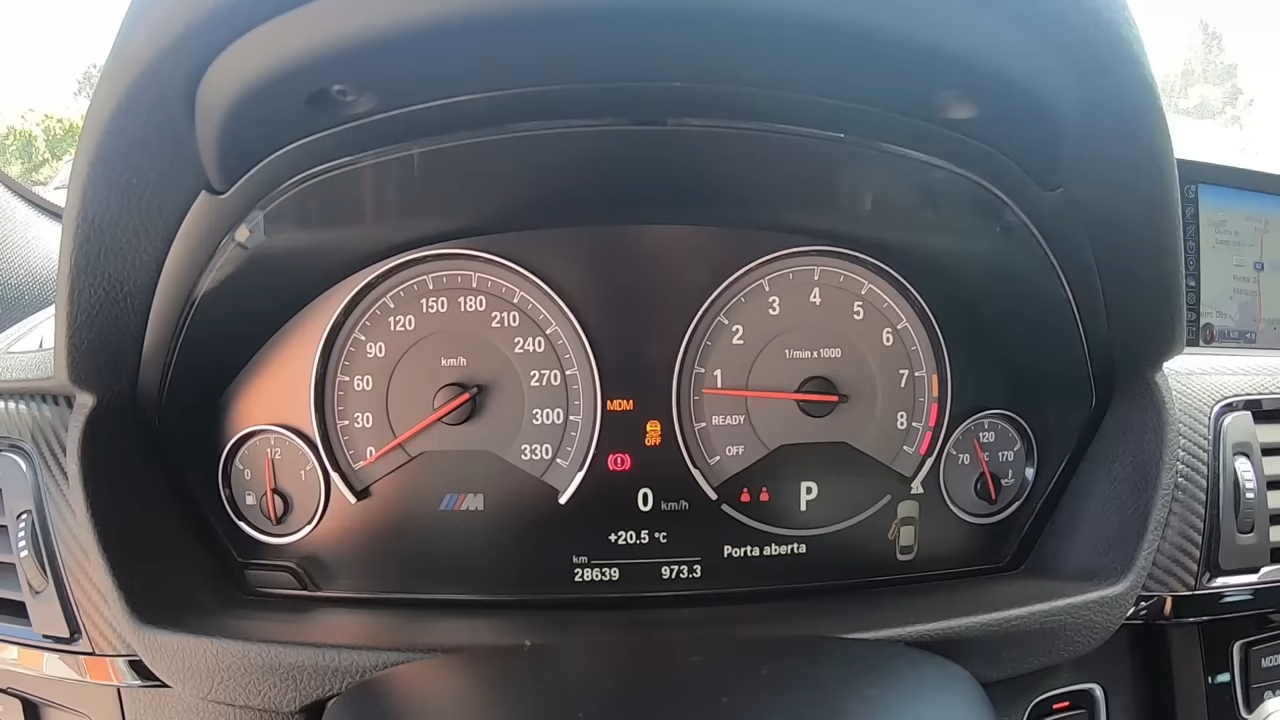 km/h
0
30
60
90
120
150
180
210
240
270
300
330
0 1/2 1
M
MDM
OFF
0 km/h
+20.5 °C
km
28639 973.3
1/min x 1000
OFF
READY
1
2
3
4
5
6
7
8
P
Porta aberta
70 120 170
°C
MODE